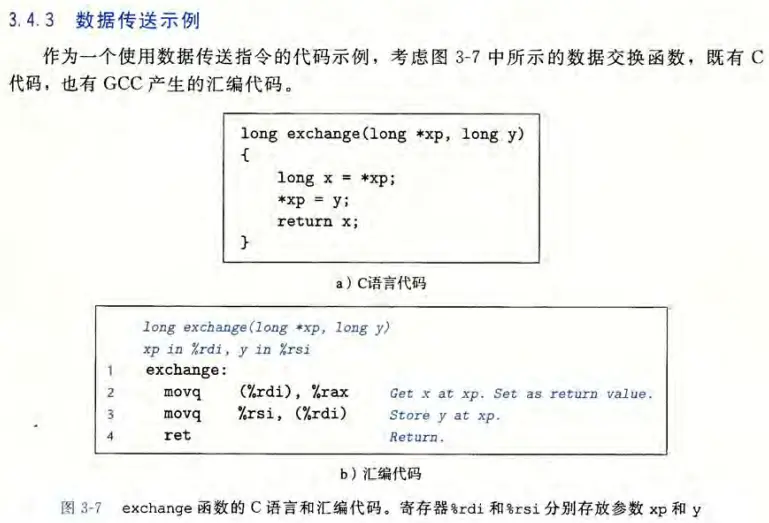 3.4.3 数据传送示例
作为一个使用数据传送指令的代码示例，考虑图 3-7 中所示的数据交换函数，既有 C
代码，也有 GCC 产生的汇编代码。
long exchange(long *xp, long y)
{
    long x = *xp;
    *xp = y;
    return x;
}
a）C语言代码
long exchange(long *xp, long y)
xp in %rdi, y in %rsi
1 exchange:
2 movq (%rdi), %rax Get x at xp. Set as return value.
3 movq %rsi, (%rdi) Store y at xp.
4 ret Return.
b）汇编代码
图 3-7 exchange 函数的 C 语言和汇编代码。寄存器%rdi 和%rsi 分别存放参数 xp 和 y